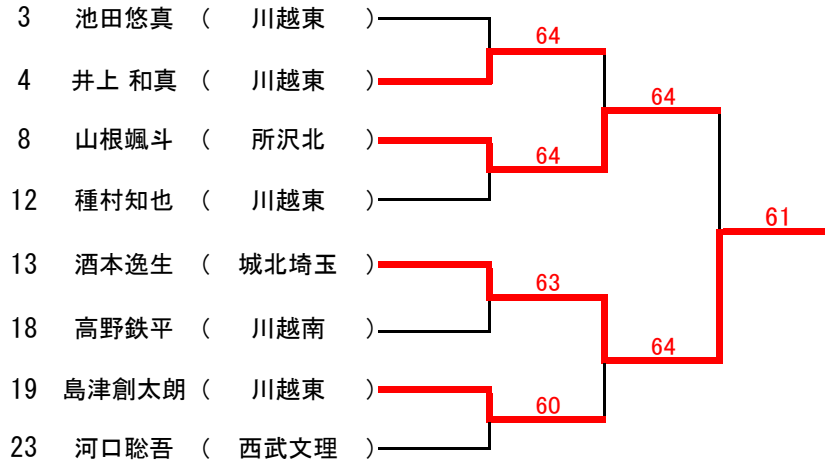 3 池田悠真 ( 川越東 )
64
4 井上 和真 ( 川越東 )
64
8 山根颯斗 ( 所沢北 )
64
12 種村知也 ( 川越東 )
61
13 酒本逸生 ( 城北埼玉 )
63
18 高野鉄平 ( 川越南 )
64
19 島津創太朗 ( 川越東 )
60
23 河口聡吾 ( 西武文理 )